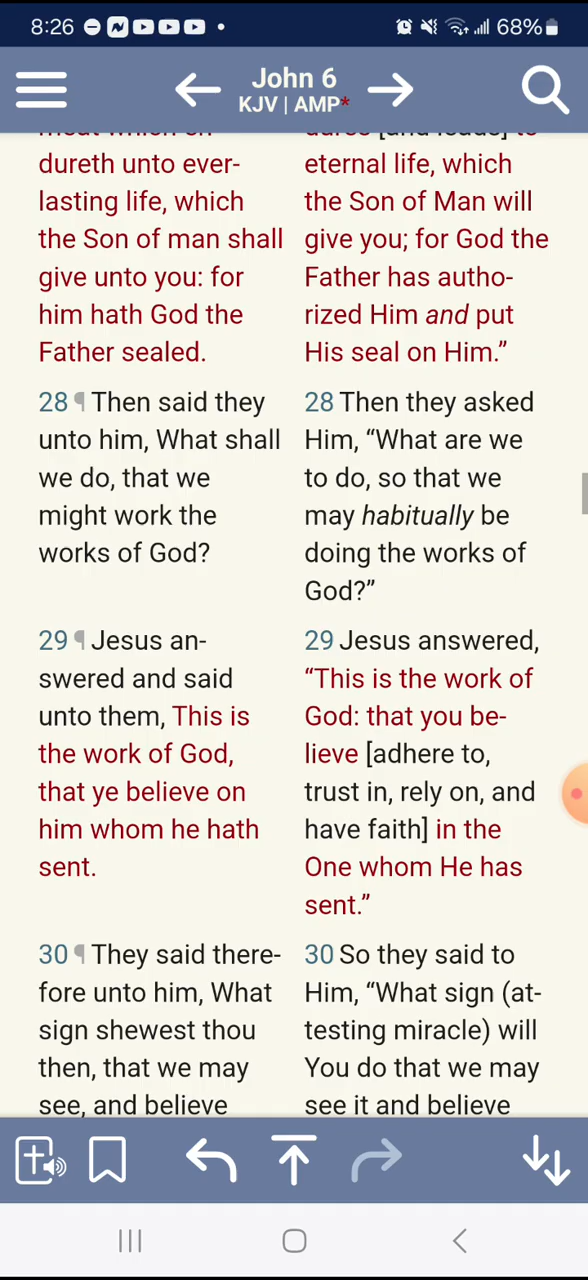 8:26
68%
John 6
KJV | AMP*
dureth unto ever-
lasting life, which
the Son of man shall
give unto you: for
him hath God the
Father sealed.
28 ¶ Then said they
unto him, What shall
we do, that we
might work the
works of God?
29 ¶ Jesus an-
swered and said
unto them, This is
the work of God,
that ye believe on
him whom he hath
sent.
30 ¶ They said there-
fore unto him, What
sign shewest thou
then, that we may
see, and believe
dures [and leads] to
eternal life, which
the Son of Man will
give you; for God the
Father has autho-
rized Him and put
His seal on Him.”
28 Then they asked
Him, “What are we
to do, so that we
may habitually be
doing the works of
God?”
29 Jesus answered,
“This is the work of
God: that you be-
lieve [adhere to,
trust in, rely on, and
have faith] in the
One whom He has
sent.”
30 So they said to
Him, “What sign (at-
testing miracle) will
You do that we may
see it and believe